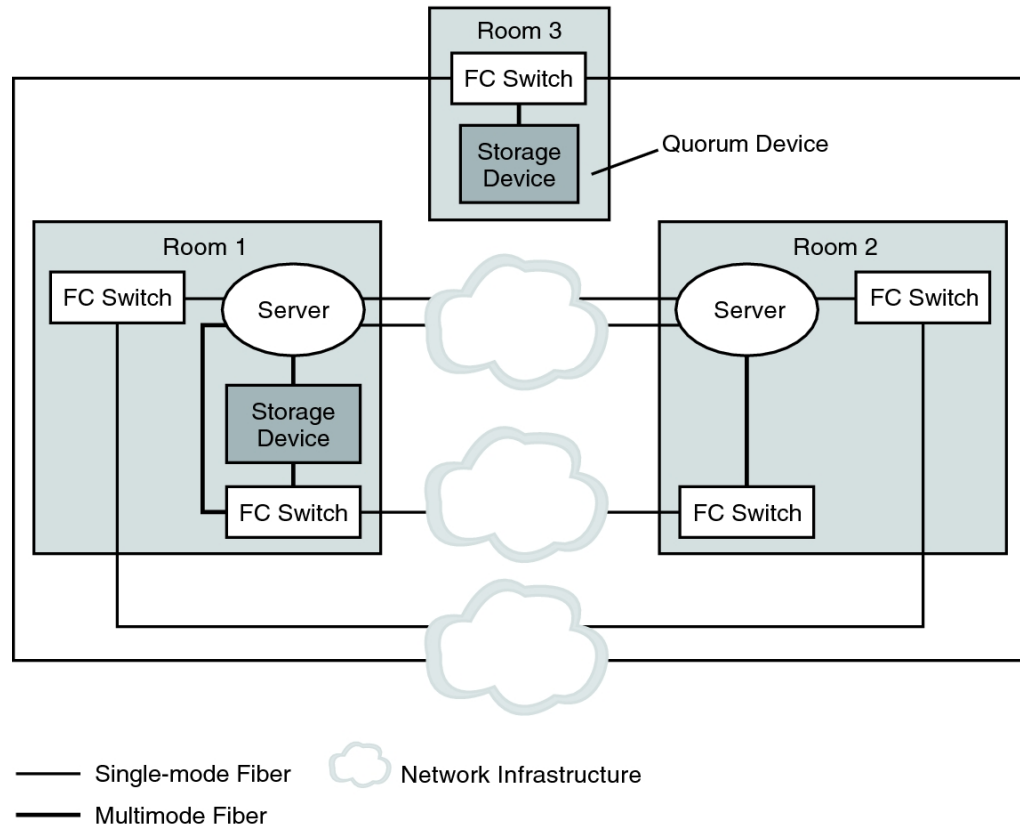 Room 3
FC Switch
Storage
Device
Quorum Device
Room 1
FC Switch
Server
Storage
Device
FC Switch
Room 2
Server
FC Switch
FC Switch
Single-mode Fiber
Network Infrastructure
Multimode Fiber